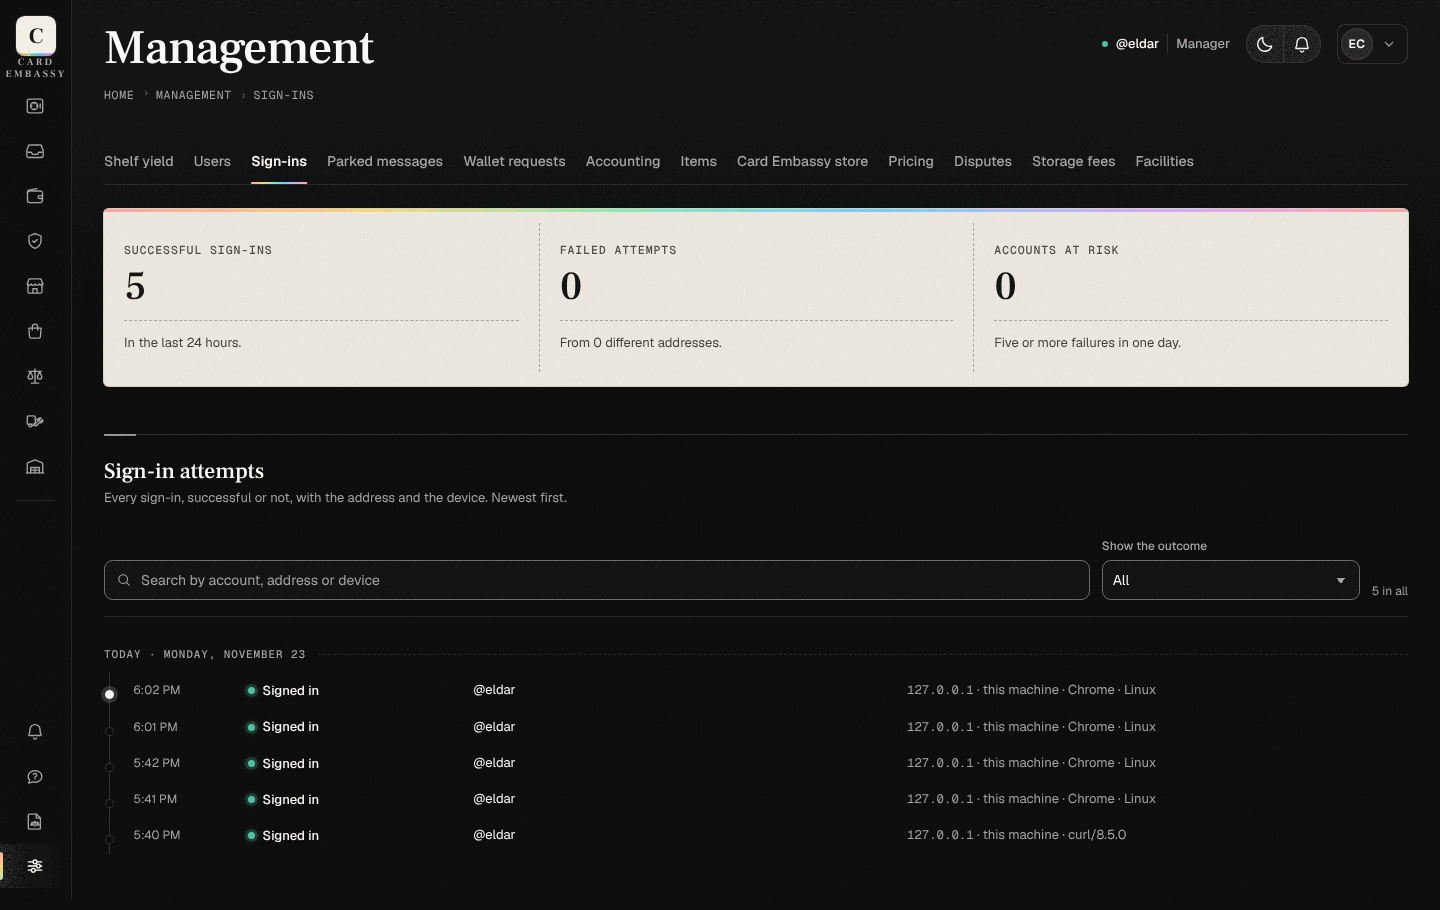 C
CARD
EMBASSY
Management
@eldar Manager
EC
HOME › MANAGEMENT › SIGN-INS
Shelf yield Users Sign-ins Parked messages Wallet requests Accounting Items Card Embassy store Pricing Disputes Storage fees Facilities
SUCCESSFUL SIGN-INS
5
In the last 24 hours.
FAILED ATTEMPTS
0
From 0 different addresses.
ACCOUNTS AT RISK
0
Five or more failures in one day.
Sign-in attempts
Every sign-in, successful or not, with the address and the device. Newest first.
Show the outcome
Search by account, address or device
All
5 in all
TODAY · MONDAY, NOVEMBER 23
6:02 PM Signed in @eldar 127.0.0.1 · this machine · Chrome · Linux
6:01 PM Signed in @eldar 127.0.0.1 · this machine · Chrome · Linux
5:42 PM Signed in @eldar 127.0.0.1 · this machine · Chrome · Linux
5:41 PM Signed in @eldar 127.0.0.1 · this machine · Chrome · Linux
5:40 PM Signed in @eldar 127.0.0.1 · this machine · curl/8.5.0